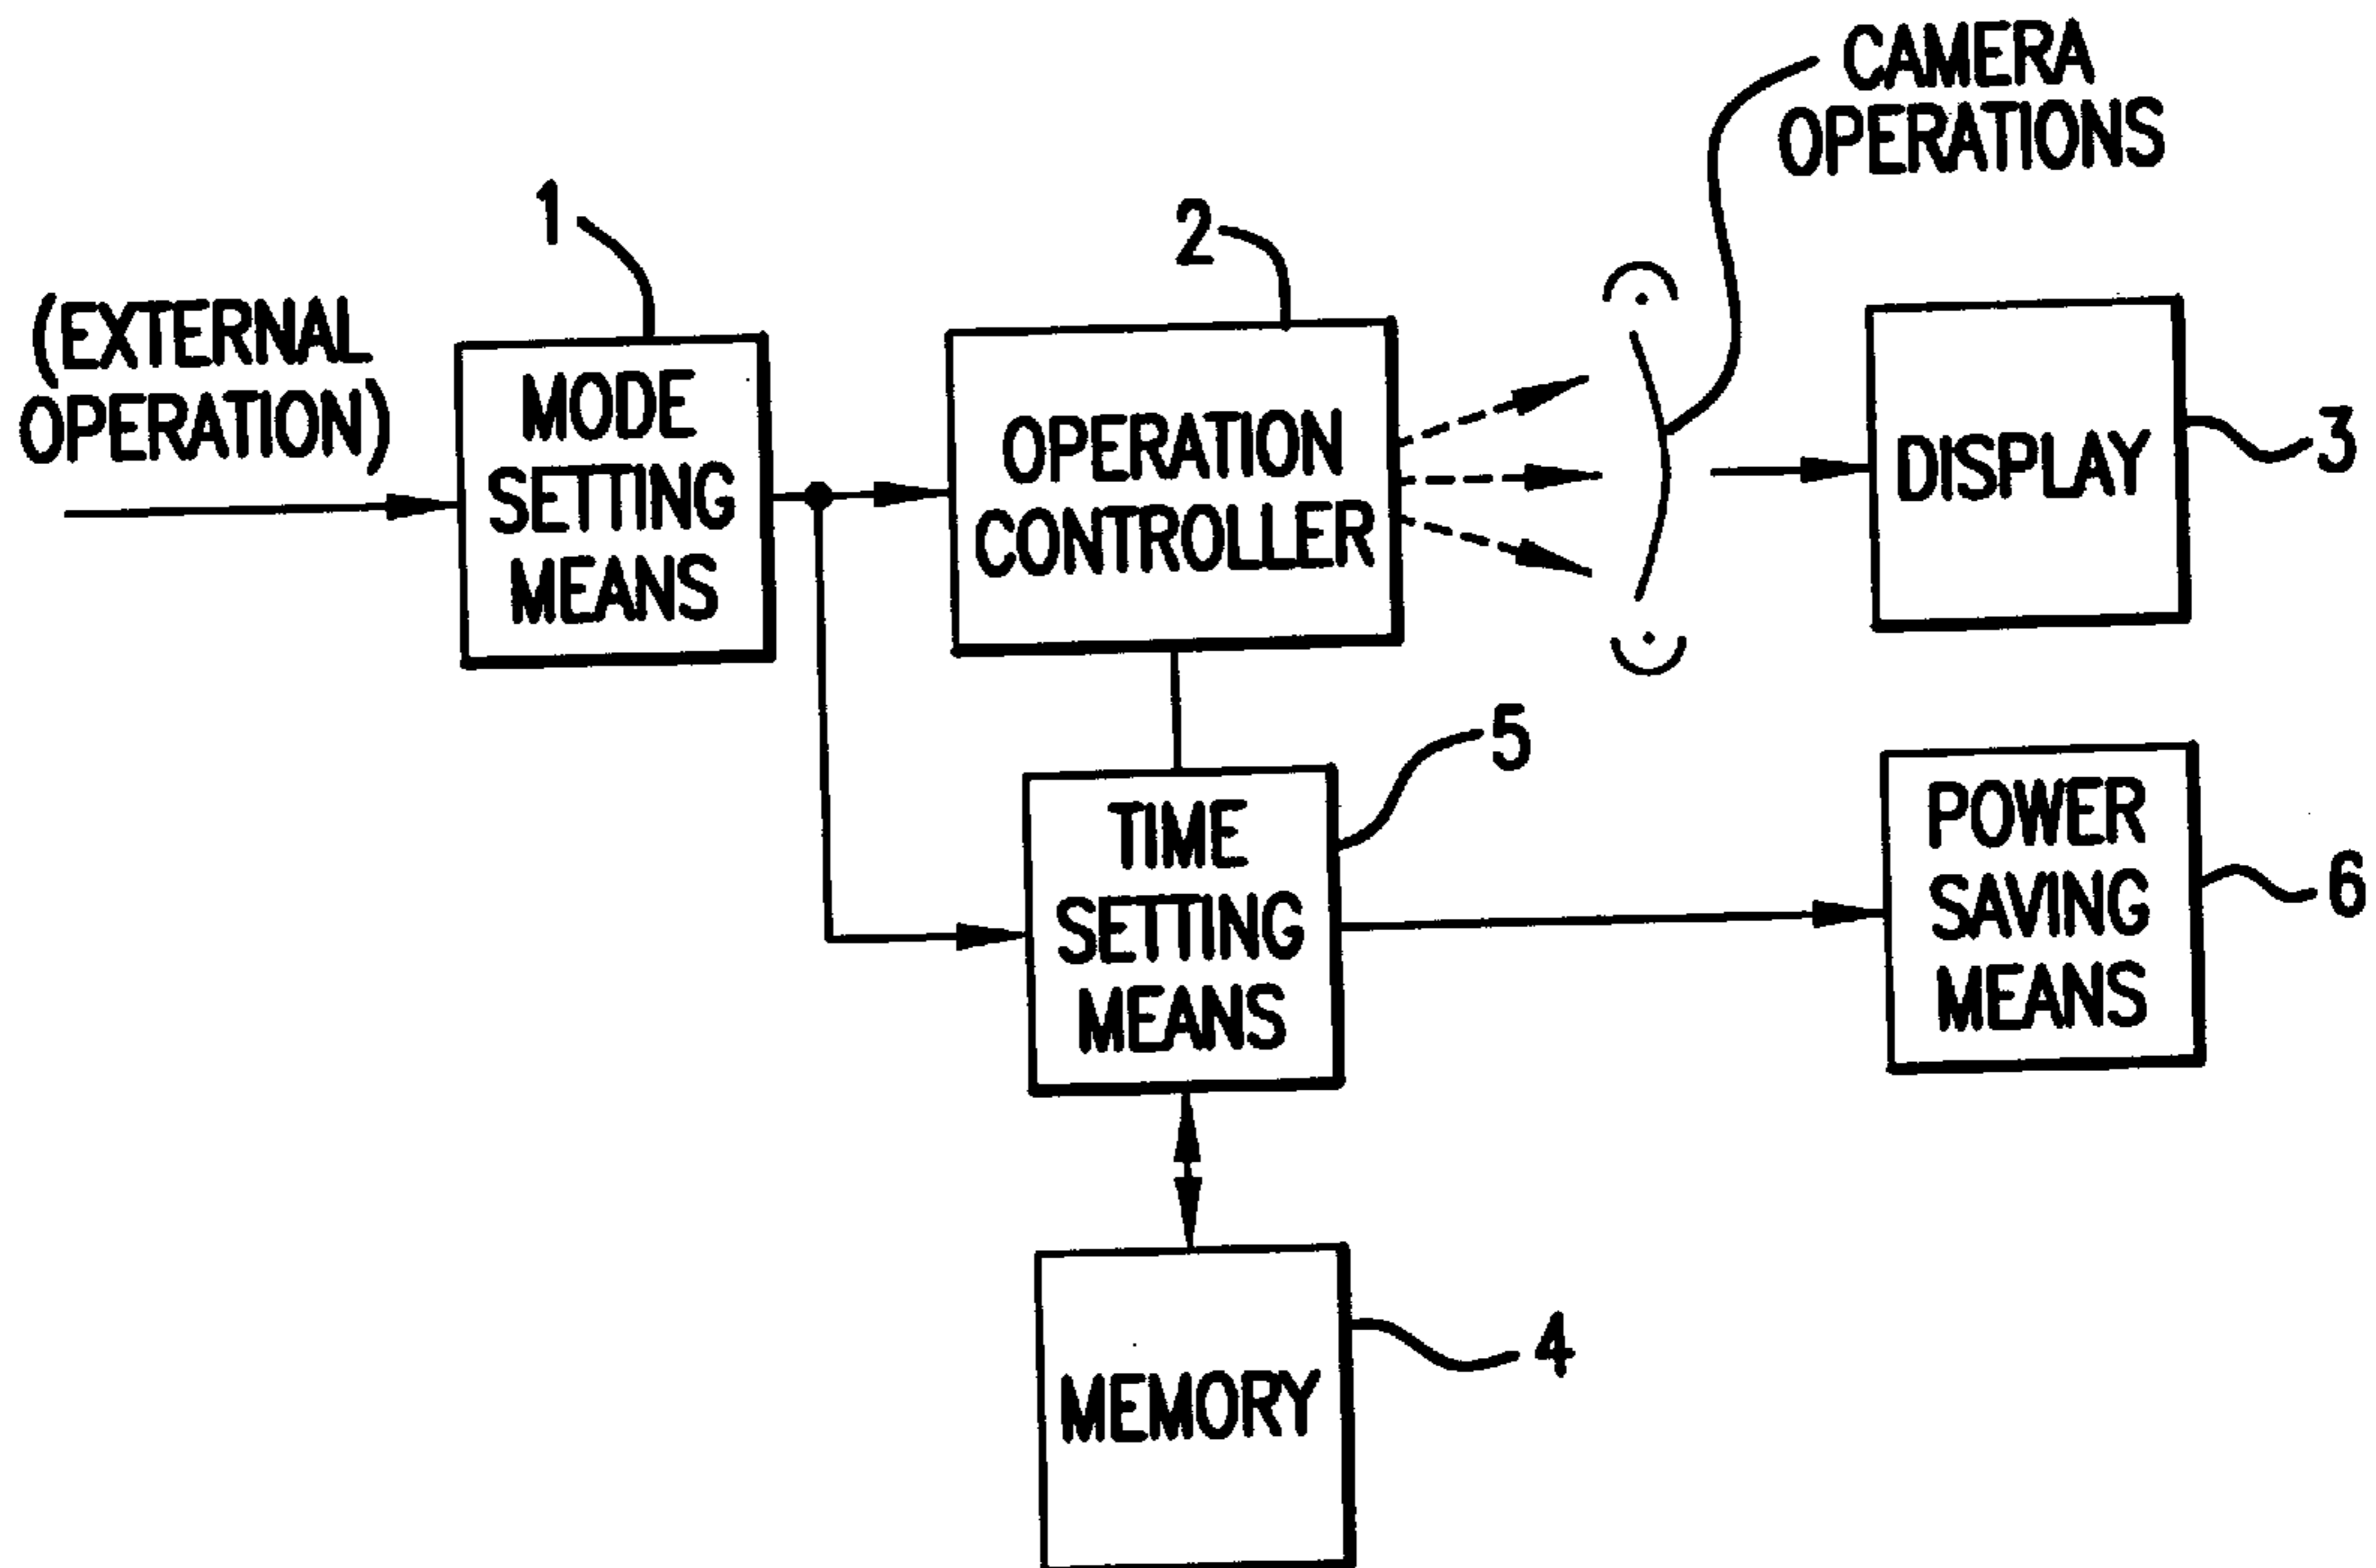 CAMERA
OPERATIONS
1
2
(EXTERNAL
OPERATION)
MODE
SETTING
MEANS
OPERATION
CONTROLLER
DISPLAY
3
5
TIME
SETTING
MEANS
POWER
SAVING
MEANS
6
4
MEMORY